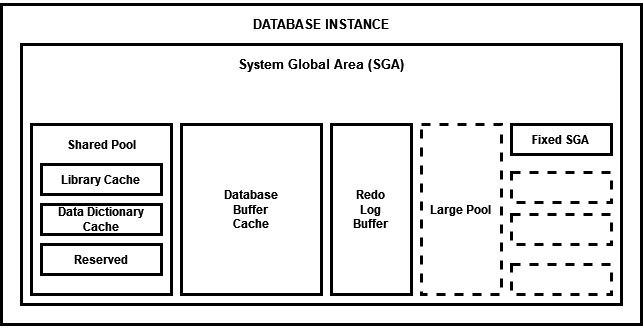 DATABASE INSTANCE
System Global Area (SGA)
Shared Pool
Library Cache
Data Dictionary
Cache
Reserved
Database
Buffer
Cache
Redo
Log
Buffer
Large Pool
Fixed SGA